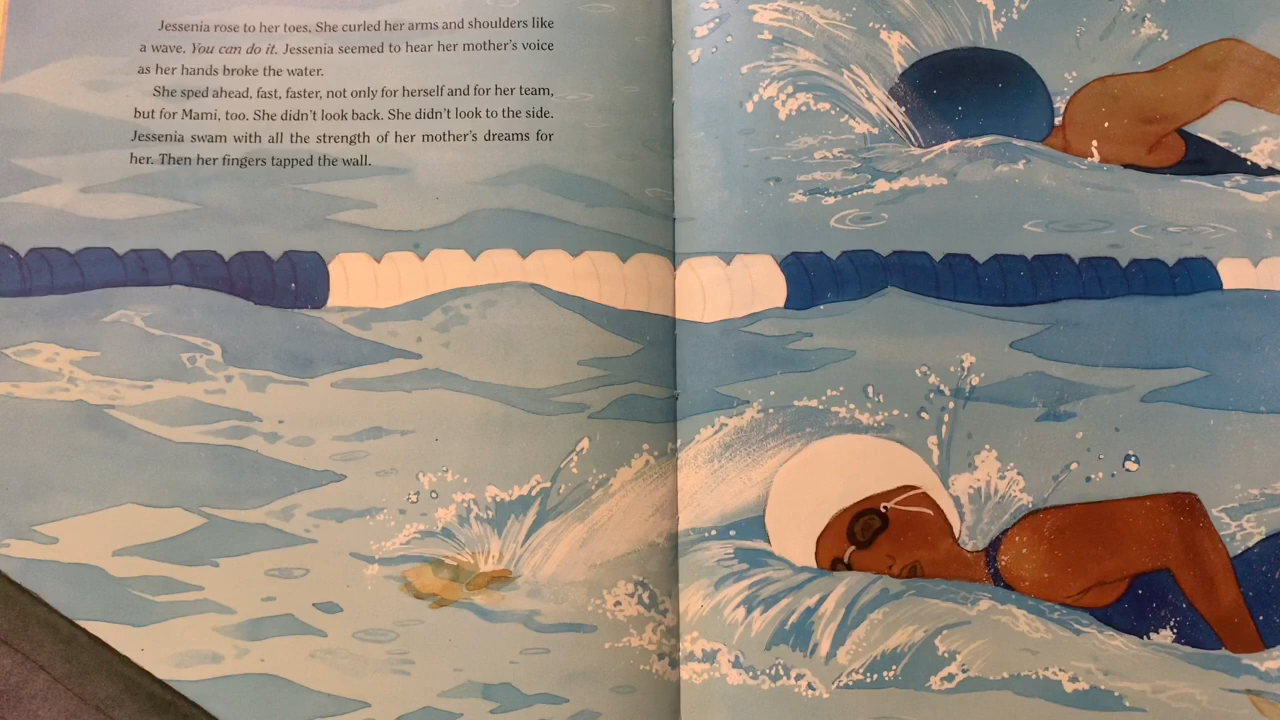 Jessenia rose to her toes. She curled her arms and shoulders like
a wave. You can do it. Jessenia seemed to hear her mother's voice
as her hands broke the water.
She sped ahead, fast, faster, not only for herself and for her team,
but for Mami, too. She didn't look back. She didn't look to the side.
Jessenia swam with all the strength of her mother's dreams for
her. Then her fingers tapped the wall.